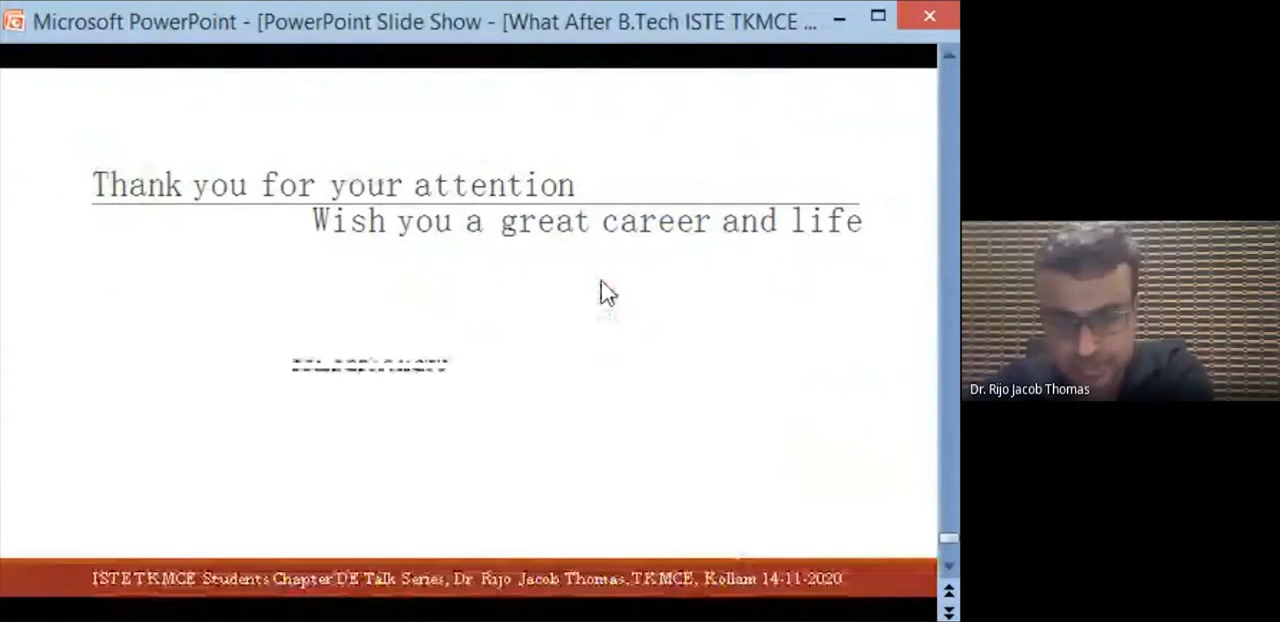 Microsoft PowerPoint - [PowerPoint Slide Show - [What After B.Tech ISTE TKMCE ...
Thank you for your attention
Wish you a great career and life
Dr. Rijo Jacob Thomas
ISTE TKMCE Students Chapter DE Talk Series, Dr Rijo Jacob Thomas, TKMCE, Kollam 14-11-2020